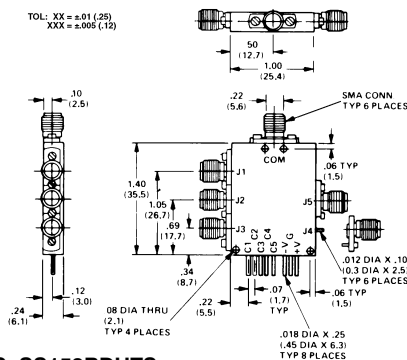 TOL: XX = ±.01 (.25)
XXX = ±.005 (.12)
50
(12.7)
1.00
(25.4)
.10
(2.5)
.22
(5.6)
SMA CONN
TYP 6 PLACES
COM
.06 TYP
(1,5)
1.40
(35.5)
1.05
(26.7)
.69
(17.7)
J1
J2
J3
J5
J4
C1
C2
C3
C4
C5
-V
G
+V
.34
(8.7)
.12
(3.0)
.24
(6.1)
08 DIA THRU
(2.1)
TYP 4 PLACES
.22
(5.5)
.07
(1,7)
TYP
.06 TYP
(1,5)
.012 DIA X .10
(0.3 DIA X 2.5)
TYP 6 PLACES
.018 DIA X .25
(.45 DIA X 6.3)
TYP 8 PLACES